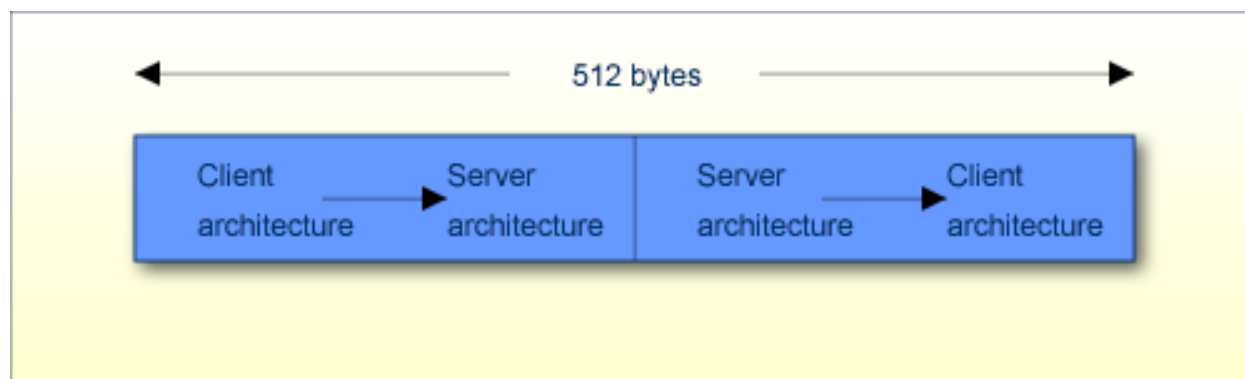 512 bytes
Client Server Server Client
architecture architecture architecture architecture